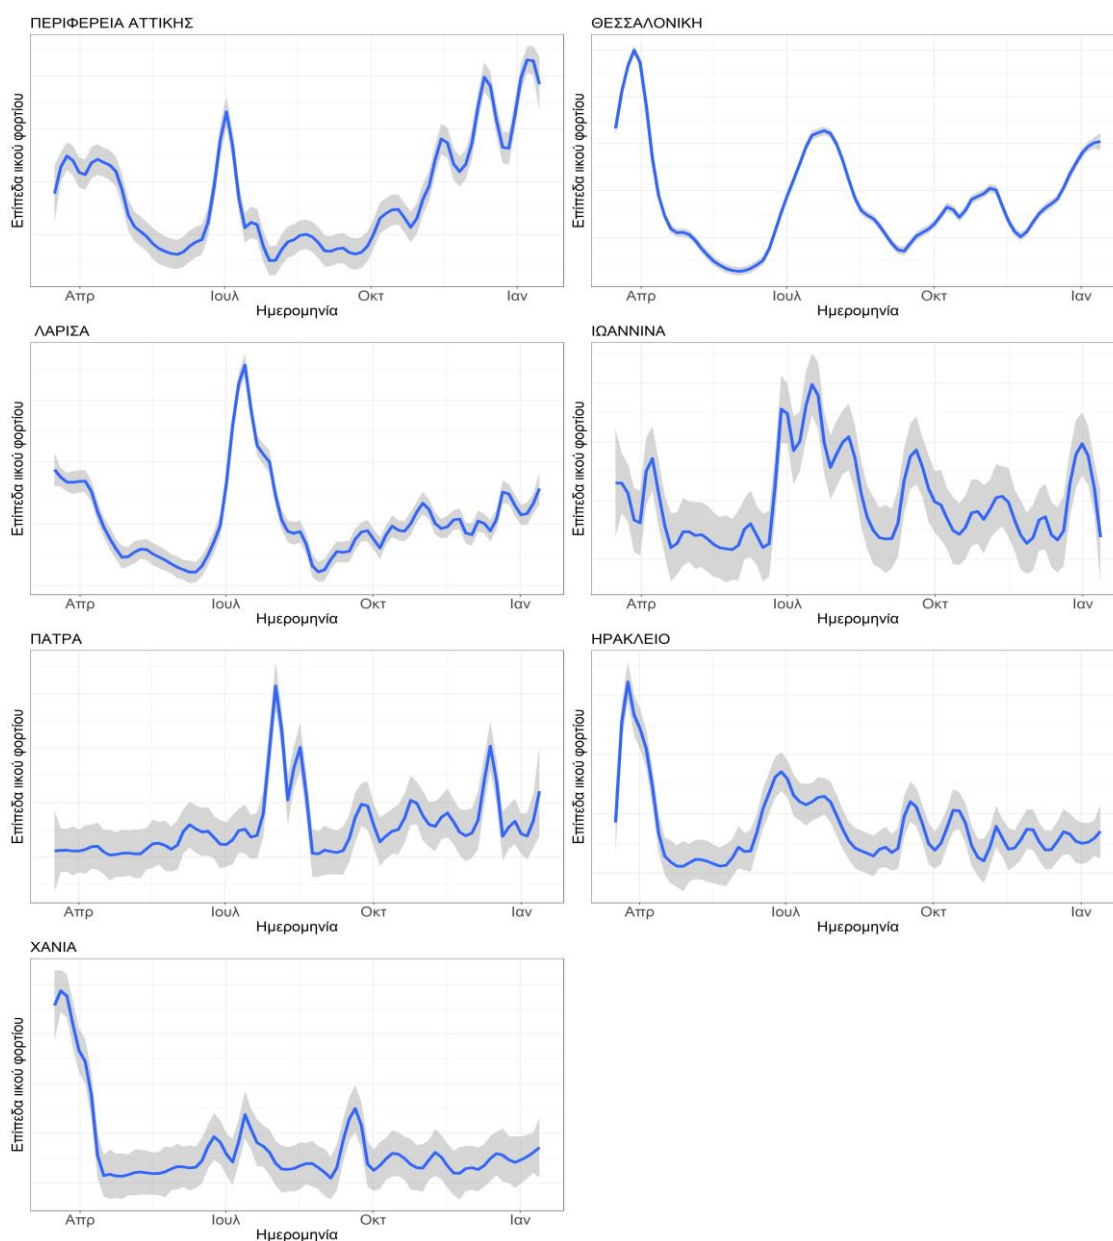 ΠΕΡΙΦΕΡΕΙΑ ΑΤΤΙΚΗΣ
Επίπεδα ιικού φορτίου
Απρ Ιουλ Οκτ Ιαν
Ημερομηνία
ΘΕΣΣΑΛΟΝΙΚΗ
Επίπεδα ιικού φορτίου
Απρ Ιουλ Οκτ Ιαν
Ημερομηνία
ΛΑΡΙΣΑ
Επίπεδα ιικού φορτίου
Απρ Ιουλ Οκτ Ιαν
Ημερομηνία
ΙΩΑΝΝΙΝΑ
Επίπεδα ιικού φορτίου
Απρ Ιουλ Οκτ Ιαν
Ημερομηνία
ΠΑΤΡΑ
Επίπεδα ιικού φορτίου
Απρ Ιουλ Οκτ Ιαν
Ημερομηνία
ΗΡΑΚΛΕΙΟ
Επίπεδα ιικού φορτίου
Απρ Ιουλ Οκτ Ιαν
Ημερομηνία
ΧΑΝΙΑ
Επίπεδα ιικού φορτίου
Απρ Ιουλ Οκτ Ιαν
Ημερομηνία